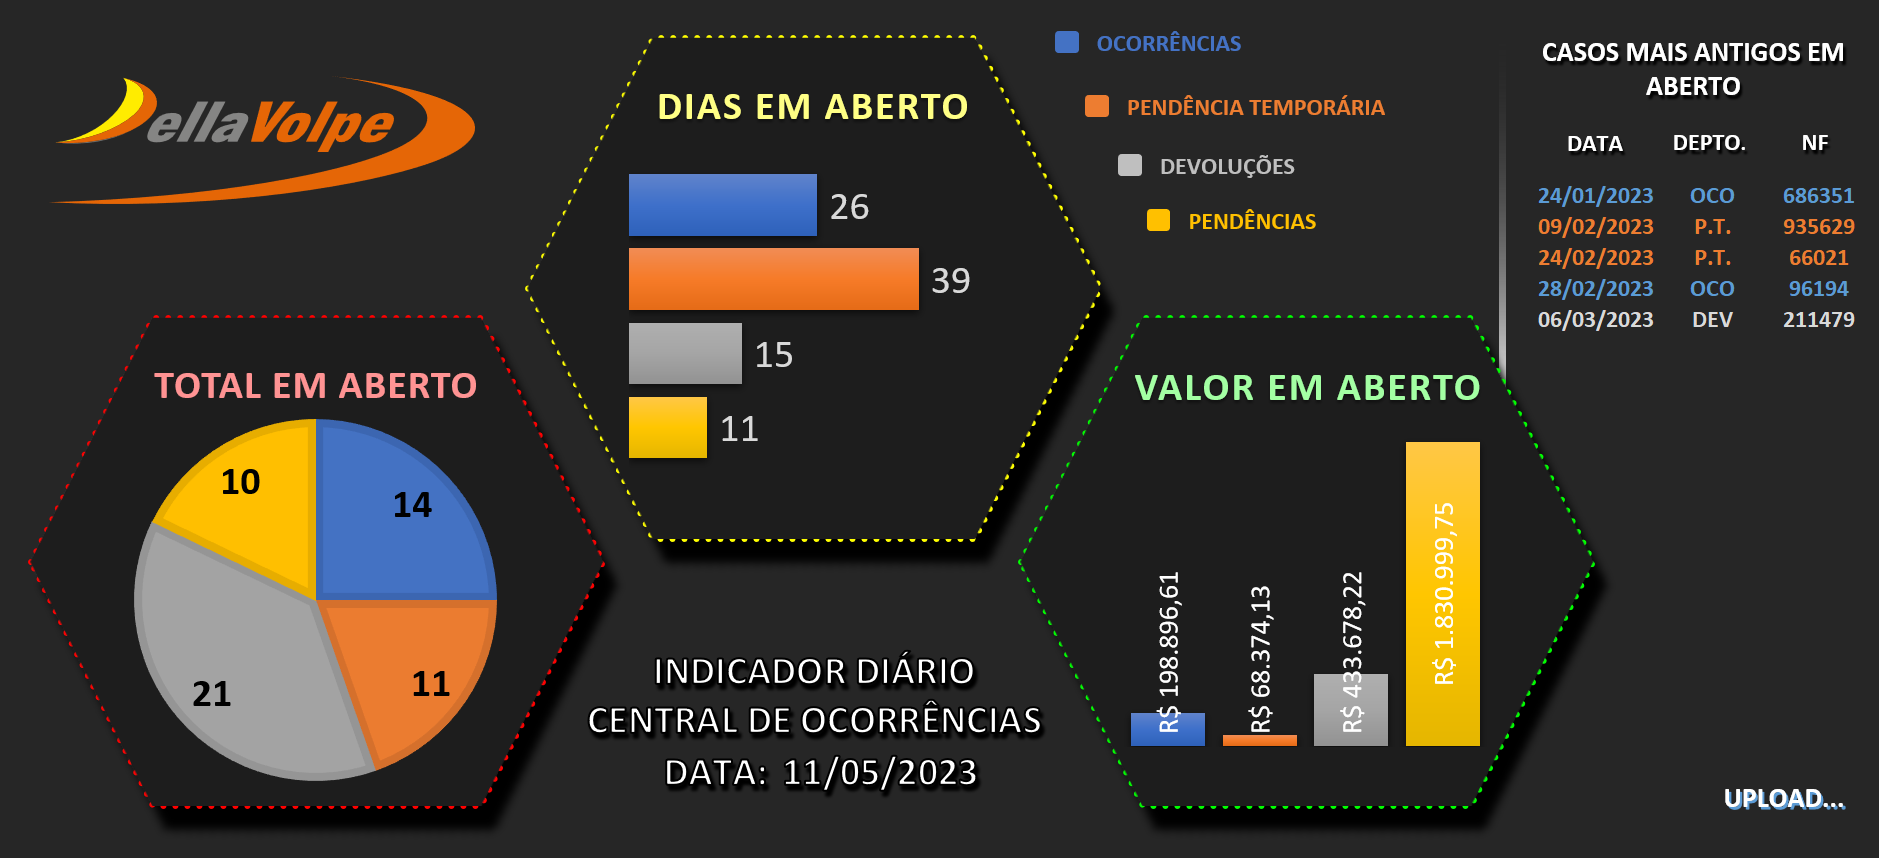 DellaVolpe
DIAS EM ABERTO
26
39
15
11
OCORRÊNCIAS
PENDÊNCIA TEMPORÁRIA
DEVOLUÇÕES
PENDÊNCIAS
CASOS MAIS ANTIGOS EM
ABERTO
DATA DEPTO. NF
24/01/2023 OCO 686351
09/02/2023 P.T. 935629
24/02/2023 P.T. 66021
28/02/2023 OCO 96194
06/03/2023 DEV 211479
TOTAL EM ABERTO
10
14
21
11
VALOR EM ABERTO
R$ 198.896,61
R$ 68.374,13
R$ 433.678,22
R$ 1.830.999,75
INDICADOR DIÁRIO
CENTRAL DE OCORRÊNCIAS
DATA: 11/05/2023
UPLOAD...